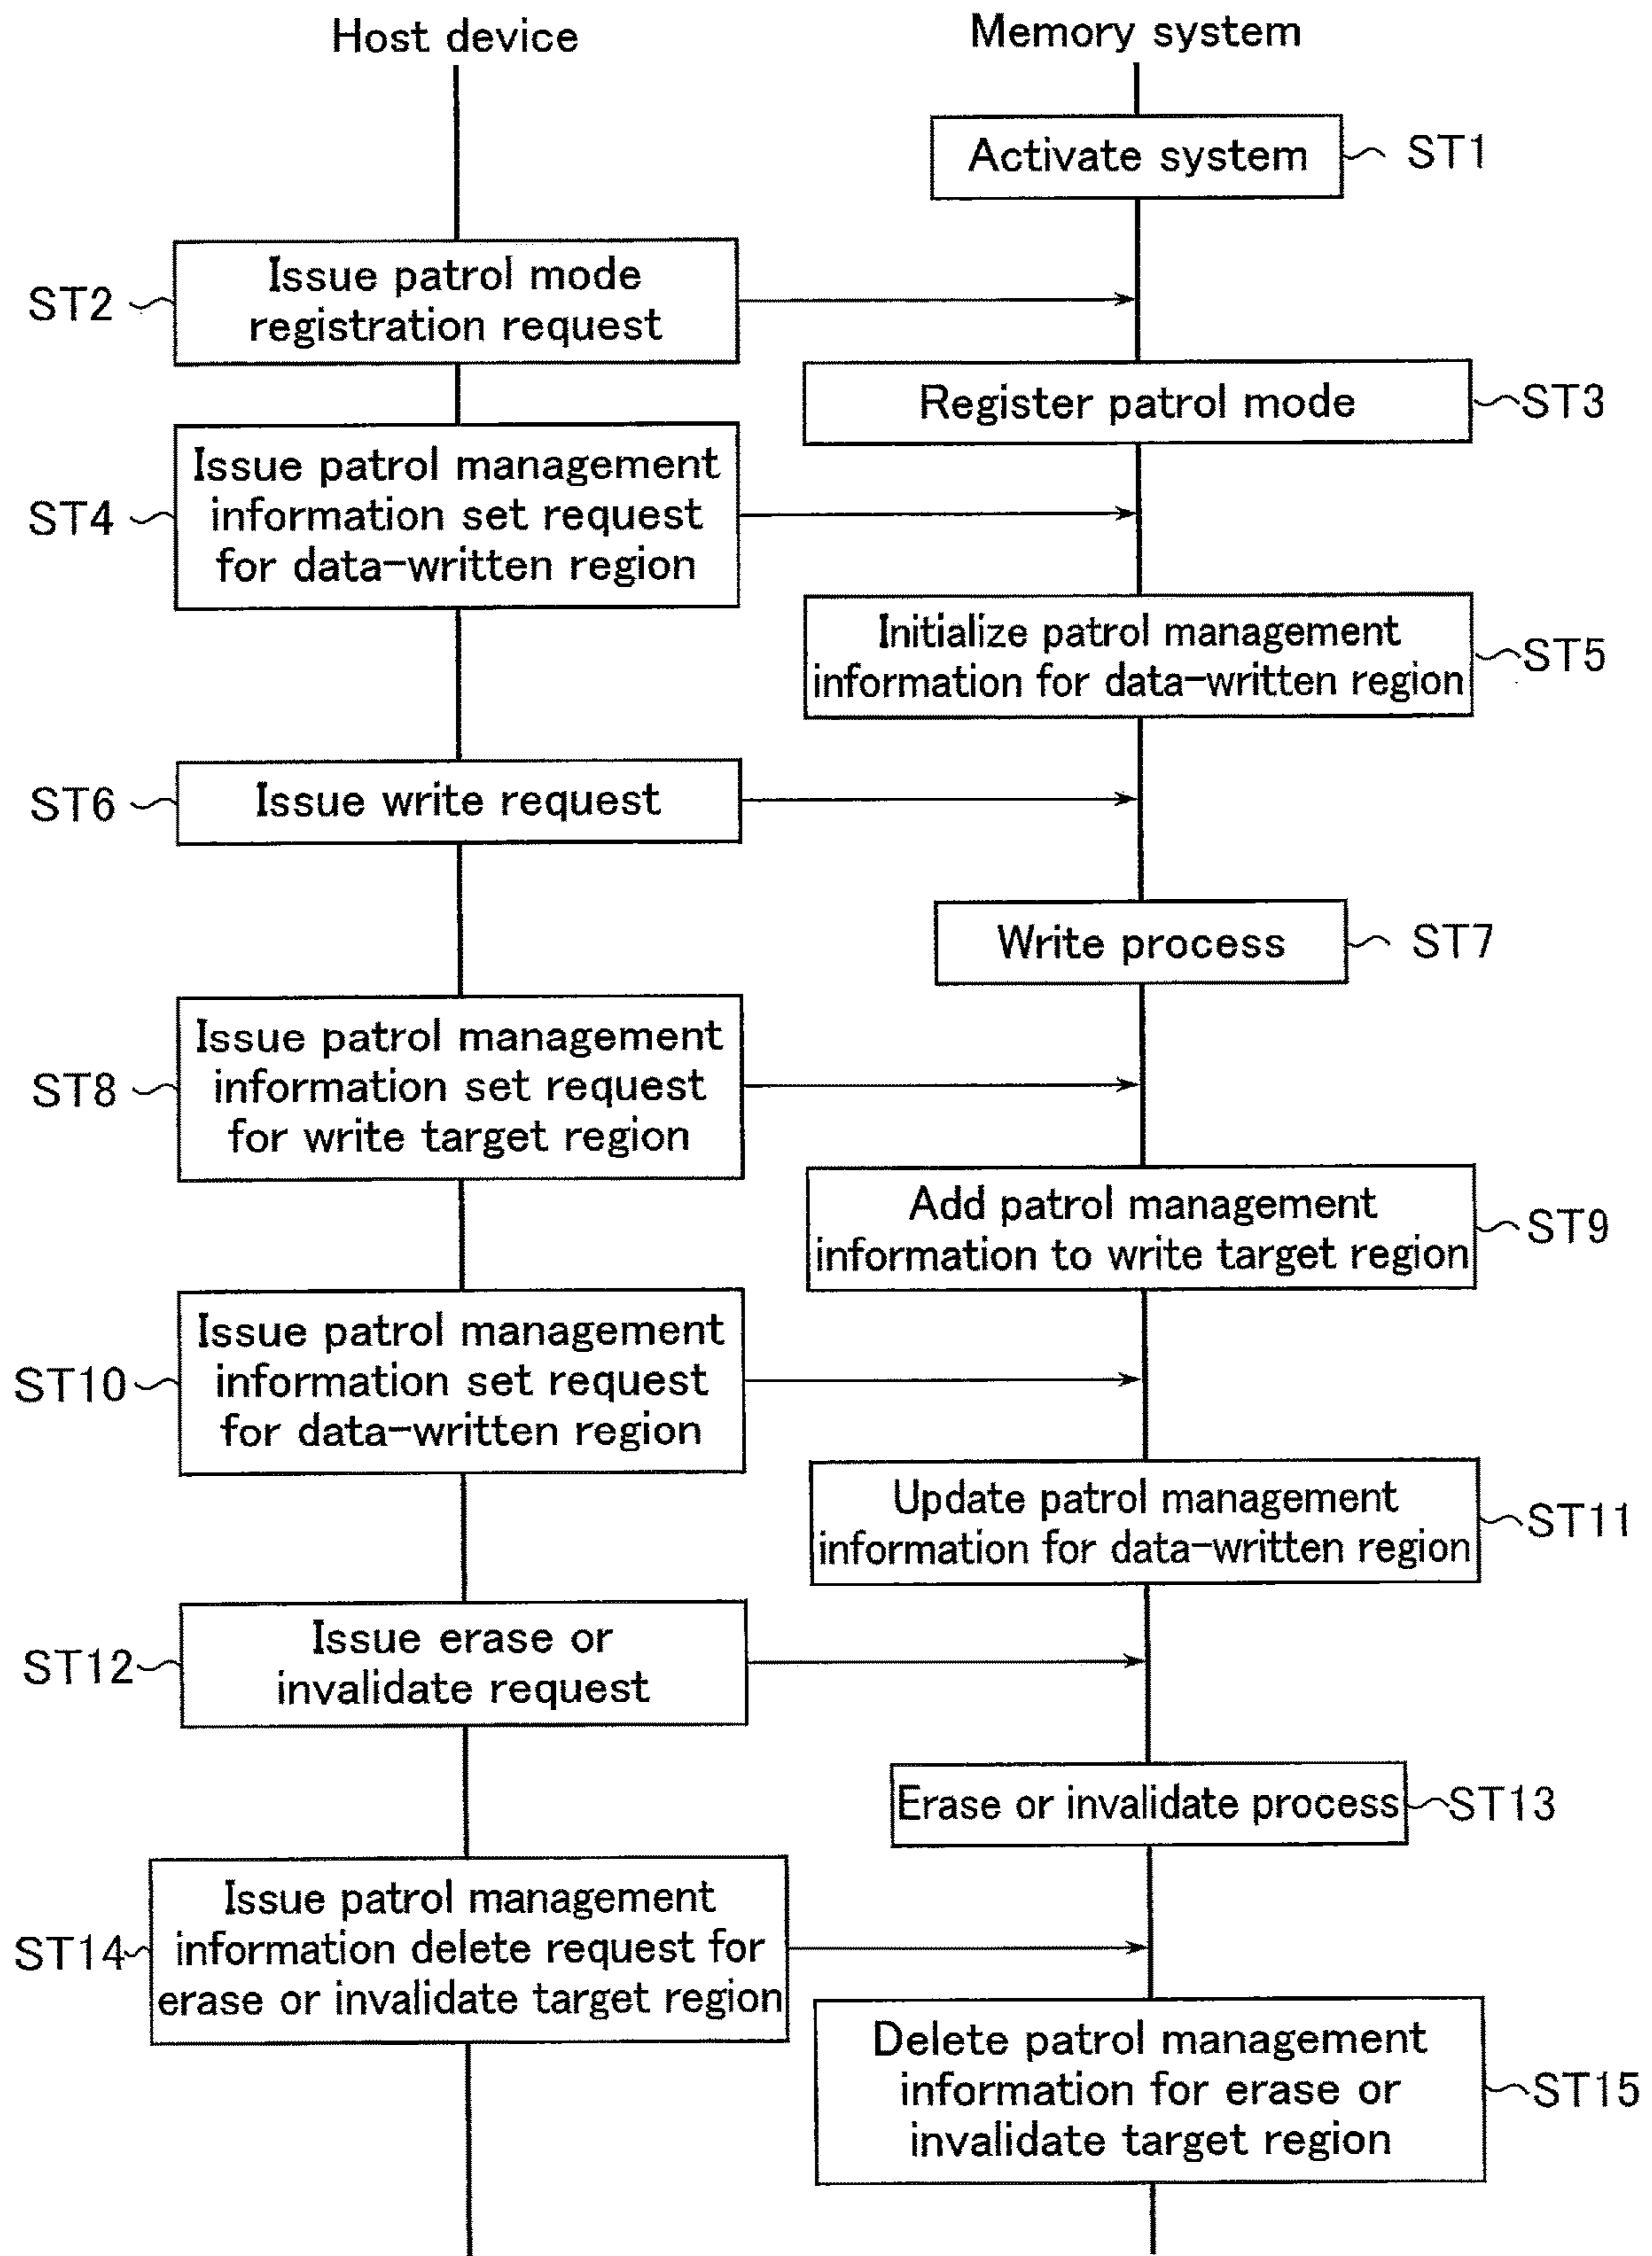 Host device
Memory system
Activate system
ST1
Issue patrol mode
registration request
ST2
Register patrol mode
ST3
Issue patrol management
information set request
for data-written region
ST4
Initialize patrol management
information for data-written region
ST5
Issue write request
ST6
Write process
ST7
Issue patrol management
information set request
for write target region
ST8
Add patrol management
information to write target region
ST9
Issue patrol management
information set request
for data-written region
ST10
Update patrol management
information for data-written region
ST11
Issue erase or
invalidate request
ST12
Erase or invalidate process
ST13
Issue patrol management
information delete request for
erase or invalidate target region
ST14
Delete patrol management
information for erase or
invalidate target region
ST15